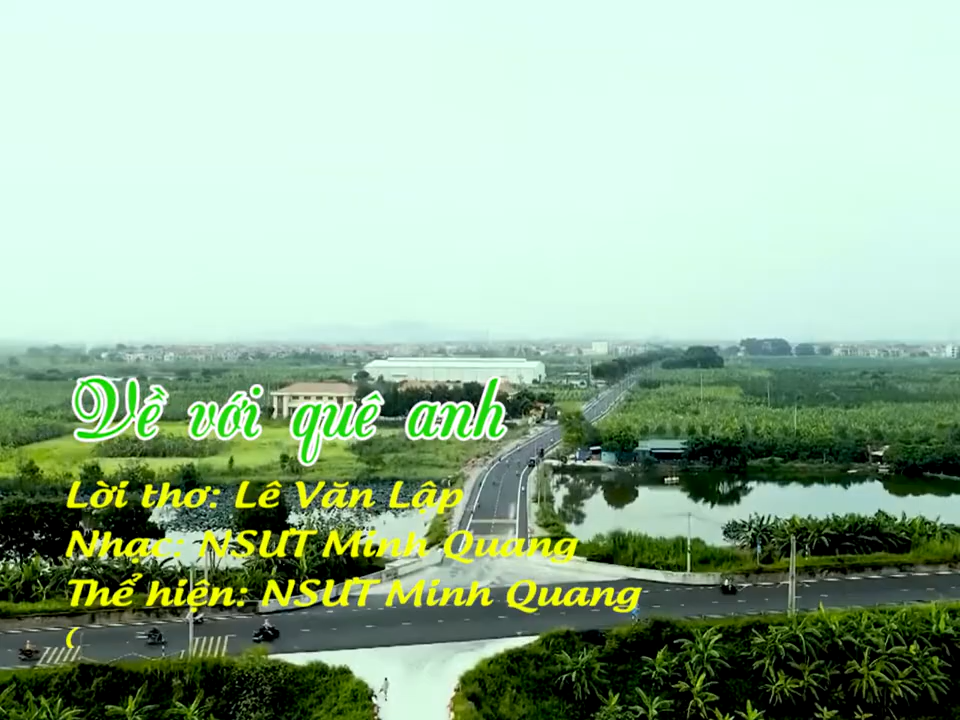 Về với quê anh
Lời thơ: Lê Văn Lập
Nhạc: NSƯT Minh Quang
Thể hiện: NSƯT Minh Quang